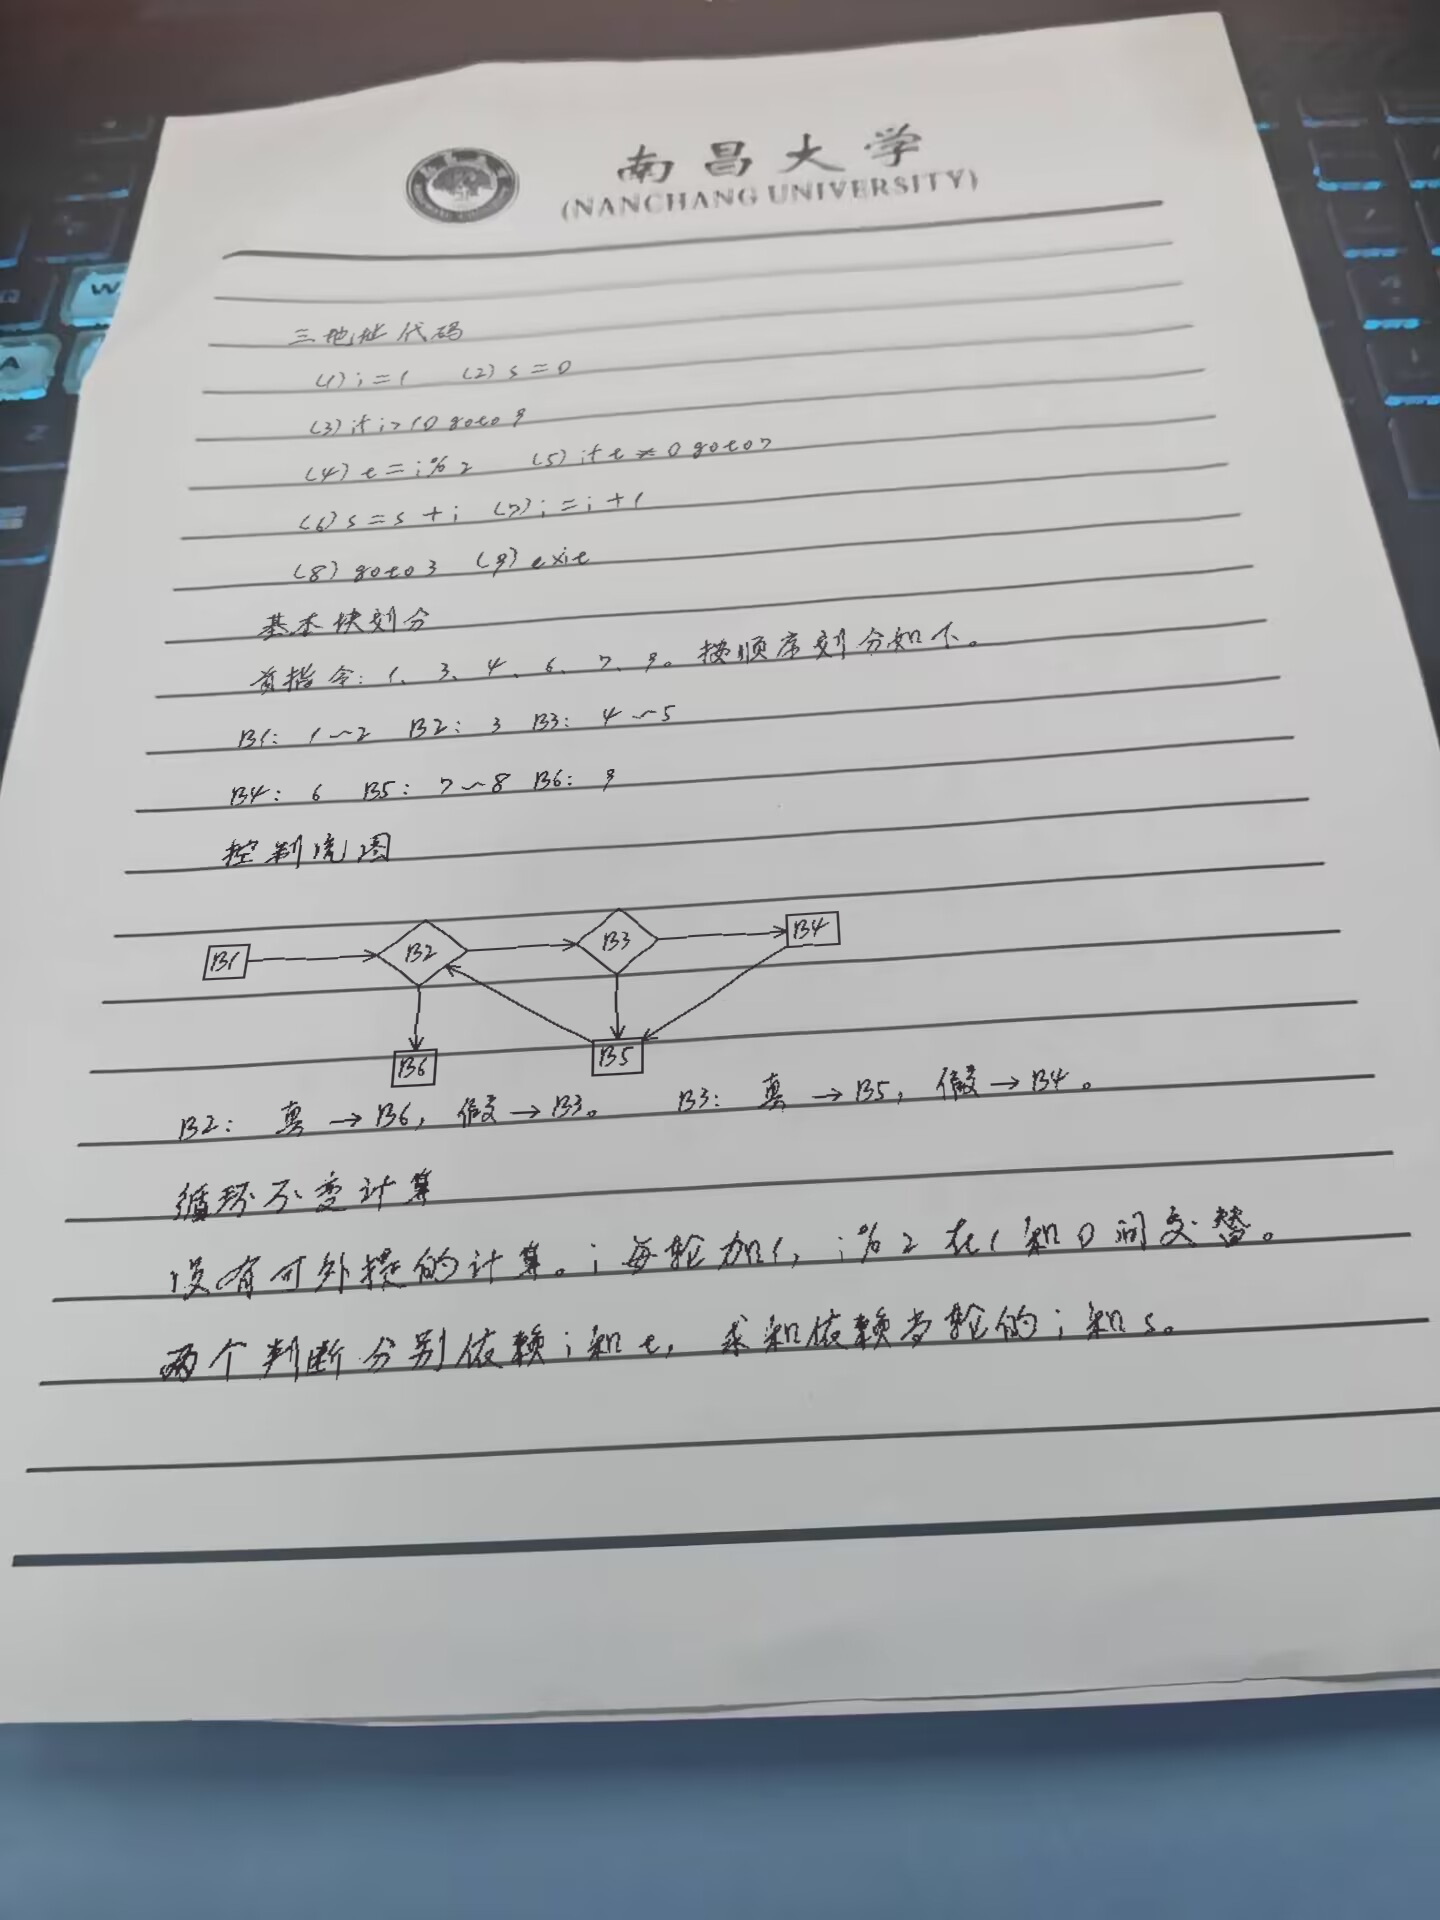 南昌大学
(NANCHANG UNIVERSITY)
三地址代码
(1) i = 1 (2) s = 0
(3) if i > 10 goto 9
(4) t = i % 2 (5) if t ≠ 0 goto 7
(6) s = s + i (7) i = i + 1
(8) goto 3 (9) exit
基本块划分
首指令: 1、3、4、6、7、9。按顺序划分如下。
B1: 1~2 B2: 3 B3: 4~5
B4: 6 B5: 7~8 B6: 9
控制流图
B1 B2 B3 B4
B6 B5
B2: 真→B6, 假→B3。 B3: 真→B5, 假→B4。
循环不变计算
没有可外提的计算。i每轮加1, i%2在1和0间交替。
两个判断分别依赖i和t, 求和依赖当轮的i和s。
W
A